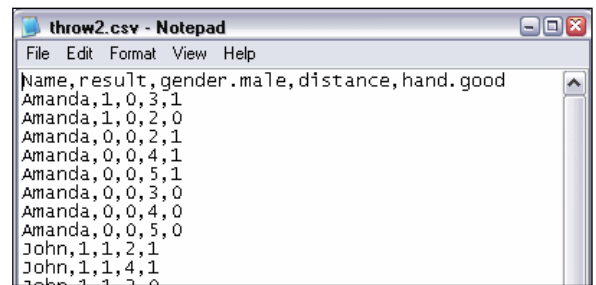 throw2.csv - Notepad
File Edit Format View Help
Name,result,gender.male,distance,hand.good
Amanda,1,0,3,1
Amanda,1,0,2,0
Amanda,0,0,2,1
Amanda,0,0,4,1
Amanda,0,0,5,1
Amanda,0,0,3,0
Amanda,0,0,4,0
Amanda,0,0,5,0
John,1,1,2,1
John,1,1,4,1